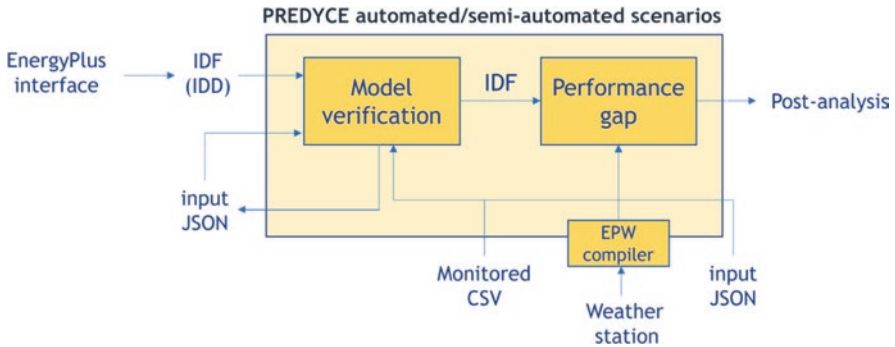 PREDYCE automated/semi-automated scenarios
EnergyPlus
interface
IDF
(IDD)
Model
verification
IDF
Performance
gap
Post-analysis
input
JSON
EPW
compiler
Monitored
CSV
input
JSON
Weather
station